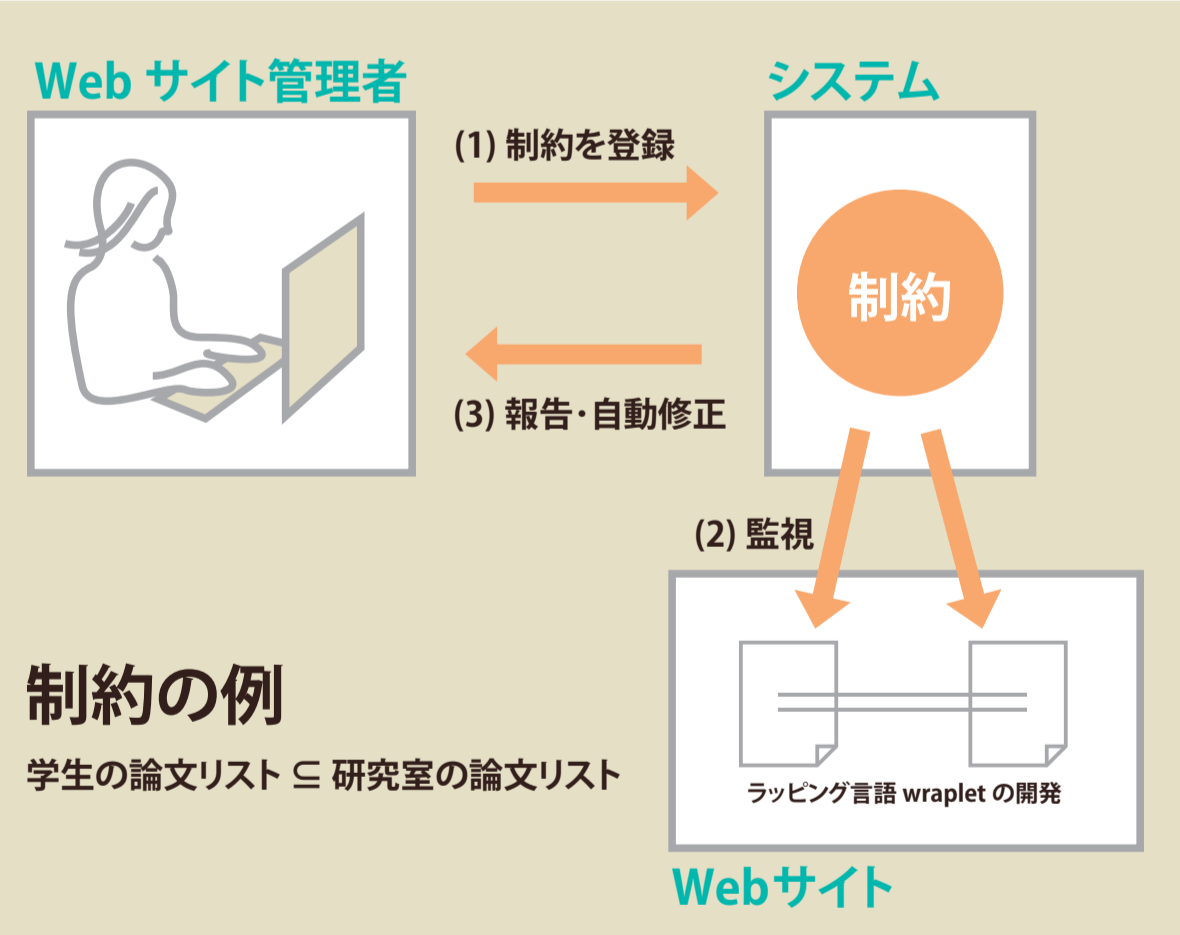 Web サイト管理者
システム
(1) 制約を登録
制約
(3) 報告・自動修正
(2) 監視
制約の例
学生の論文リスト ⊆ 研究室の論文リスト
ラッピング言語 wraplet の開発
Webサイト